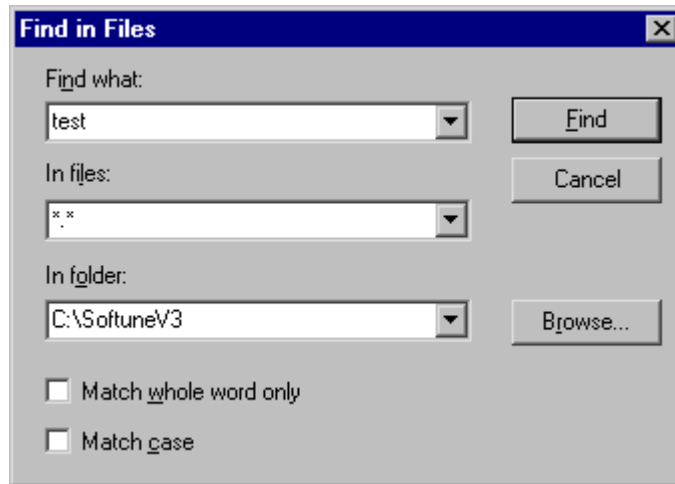 Find in Files
Find what:
test
Find
In files:
Cancel
*.*
In folder:
C:\SoftuneV3
Browse...
Match whole word only
Match case